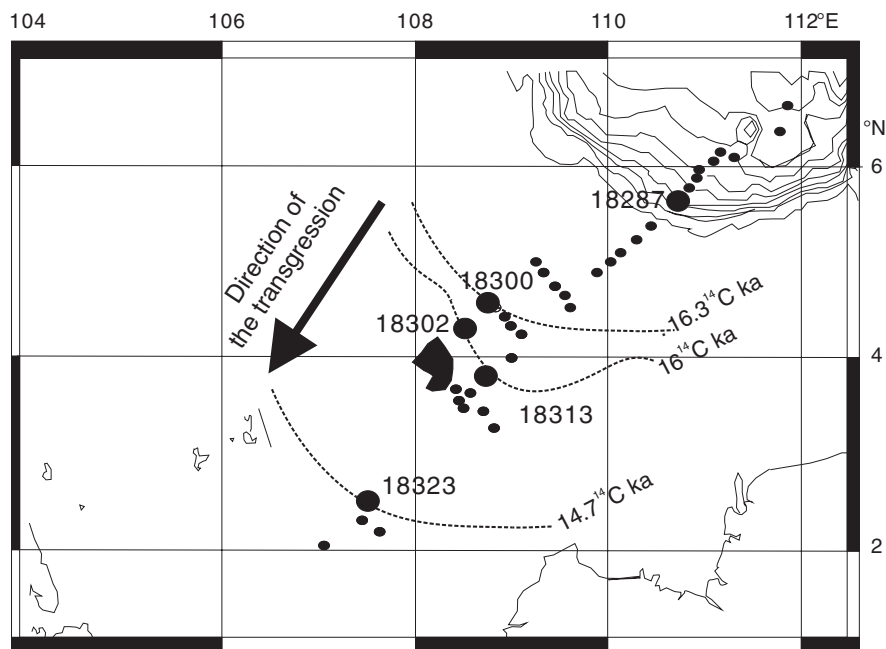 104 106 108 110 112°E
°N
6
18287
Direction of
the transgression
18300
16.3¹⁴C ka
18302
4
16¹⁴C ka
18313
18323
14.7¹⁴C ka
2